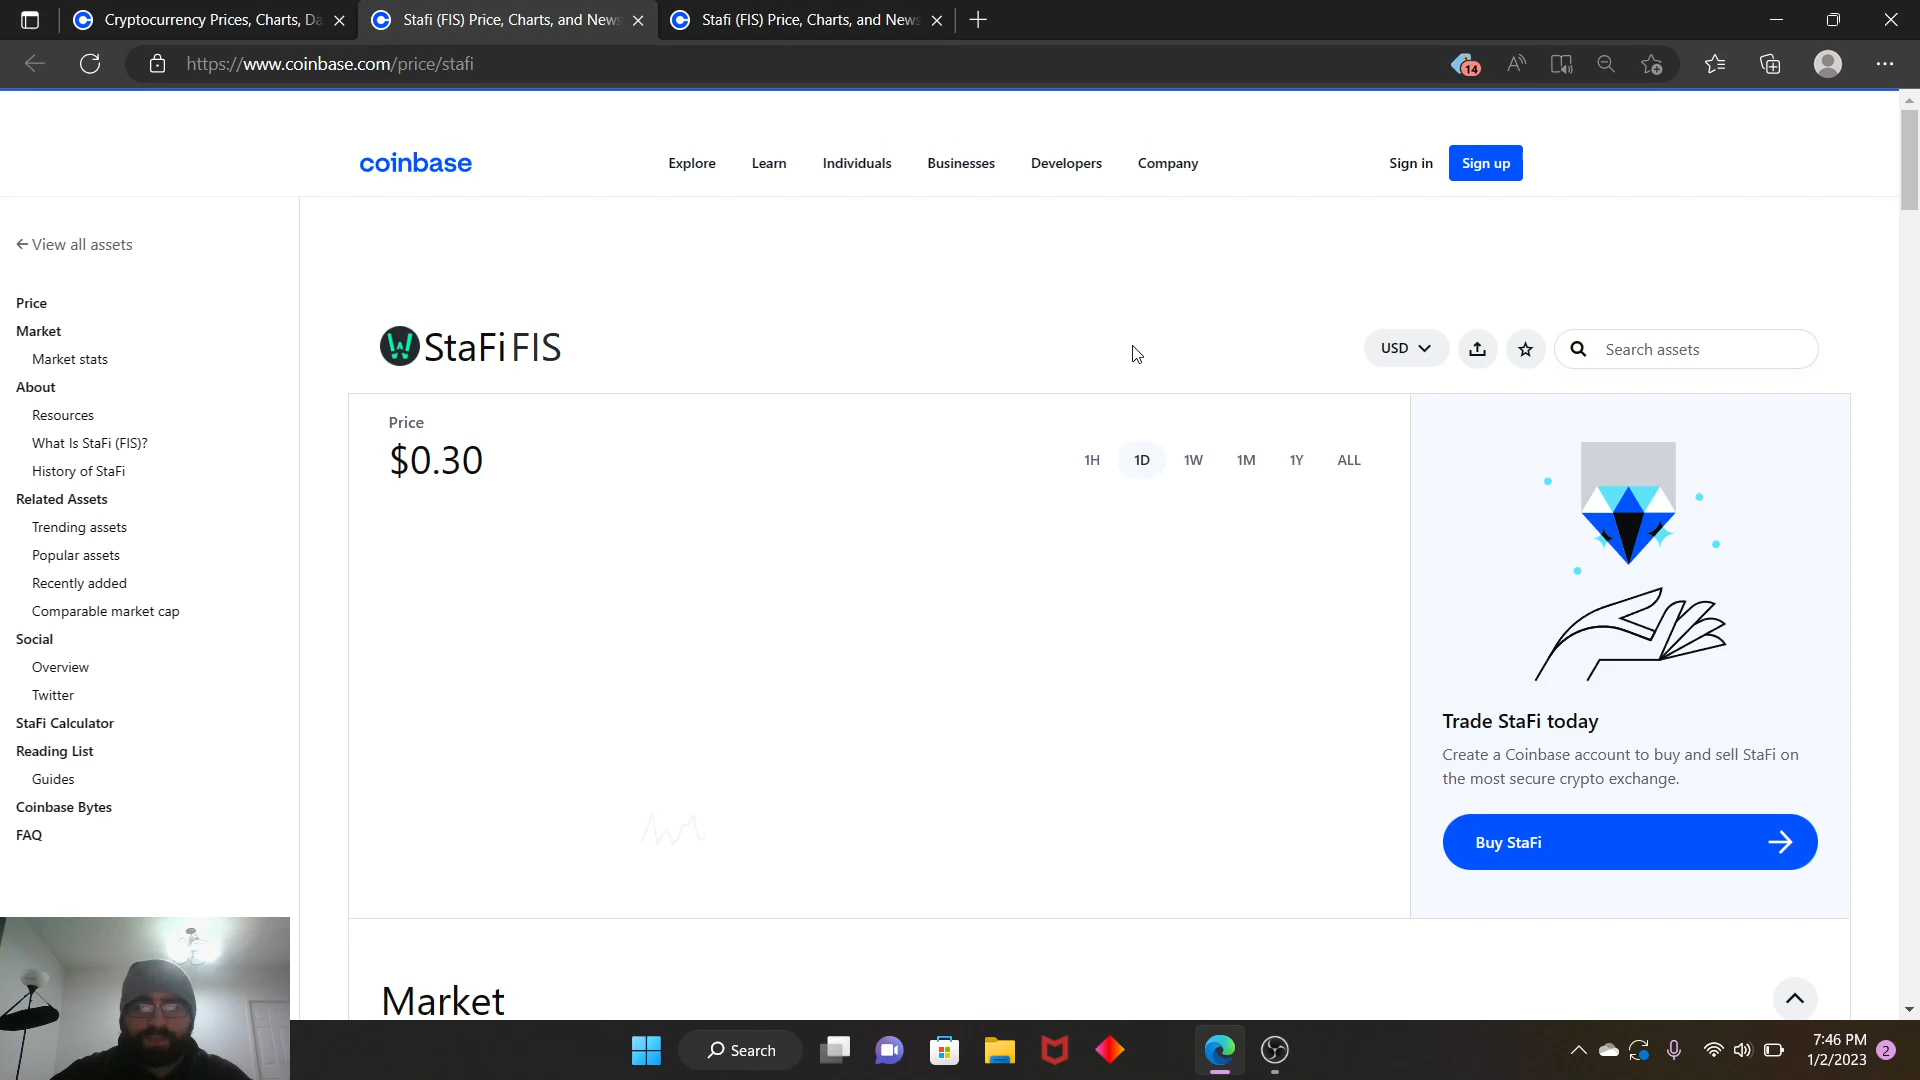 Cryptocurrency Prices, Charts, Da
Stafi (FIS) Price, Charts, and News
Stafi (FIS) Price, Charts, and News
https://www.coinbase.com/price/stafi
14
coinbase
Explore
Learn
Individuals
Businesses
Developers
Company
Sign in
Sign up
View all assets
Price
Market
Market stats
About
Resources
What Is StaFi (FIS)?
History of StaFi
Related Assets
Trending assets
Popular assets
Recently added
Comparable market cap
Social
Overview
Twitter
StaFi Calculator
Reading List
Guides
Coinbase Bytes
FAQ
StaFi FIS
USD
Search assets
Price
$0.30
1H
1D
1W
1M
1Y
ALL
Trade StaFi today
Create a Coinbase account to buy and sell StaFi on
the most secure crypto exchange.
Buy StaFi
Market
Search
7:46 PM
1/2/2023
2